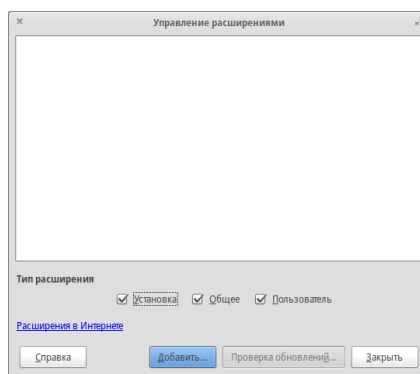 Управление расширениями
Тип расширения
Установка Общее Пользователь
Расширения в Интернете
Справка Добавить... Проверка обновлений... Закрыть